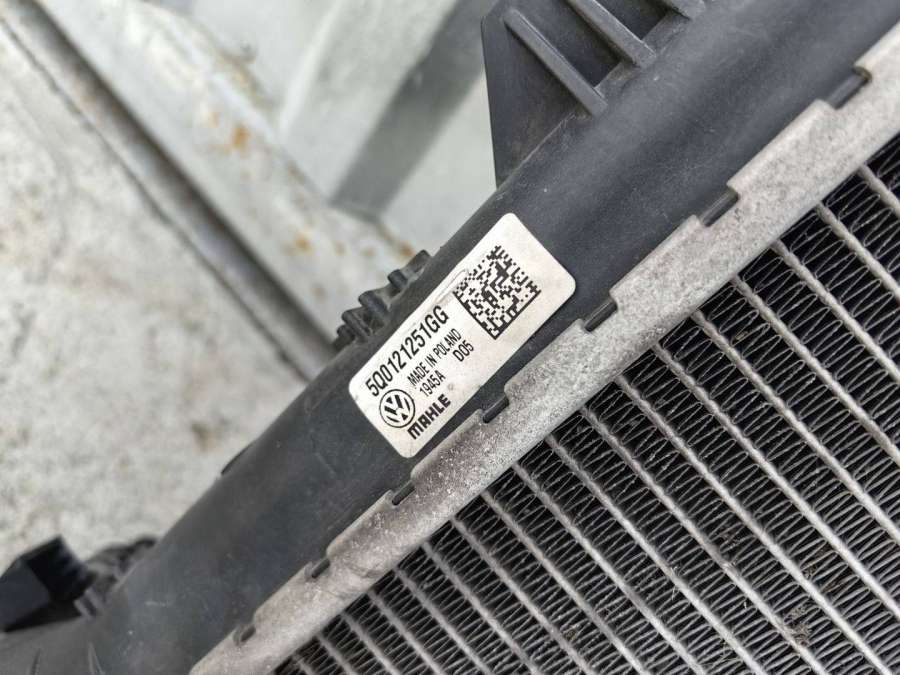 5Q0121251GG
MADE IN POLAND
1945A D05
MAHLE